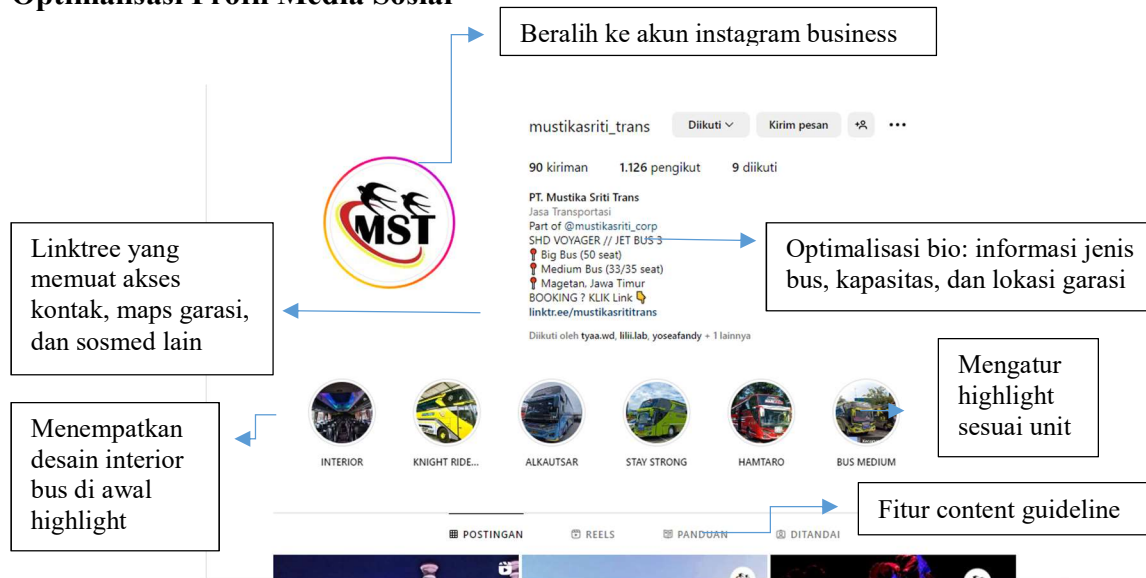 Optimalisasi Profil Media Sosial
Beralih ke akun instagram business
mustikasriti_trans Diikuti Kirim pesan
90 kiriman 1.126 pengikut 9 diikuti
PT. Mustika Sriti Trans
Jasa Transportasi
Part of @mustikasriti_corp
SHD VOYAGER // JET BUS 3
Big Bus (50 seat)
Medium Bus (33/35 seat)
Magetan, Jawa Timur
BOOKING ? KLIK Link
linktr.ee/mustikasrititrans
Diikuti oleh tyaa.wd, lilii.lab, yoseafandy + 1 lainnya
MST
Linktree yang
memuat akses
kontak, maps garasi,
dan sosmed lain
Optimalisasi bio: informasi jenis
bus, kapasitas, dan lokasi garasi
Mengatur
highlight
sesuai unit
Menempatkan
desain interior
bus di awal
highlight
INTERIOR KNIGHT RIDE... ALKAUTSAR STAY STRONG HAMTARO BUS MEDIUM
Fitur content guideline
POSTINGAN REELS PANDUAN DITANDAI